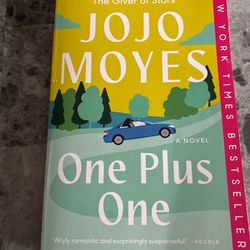 The Giver of Stars
JOJO
MOYES
A NOVEL
One Plus
One
"Wryly romantic and surprisingly suspenseful." -PEOPLE
W YORK TIMES BESTSELLER